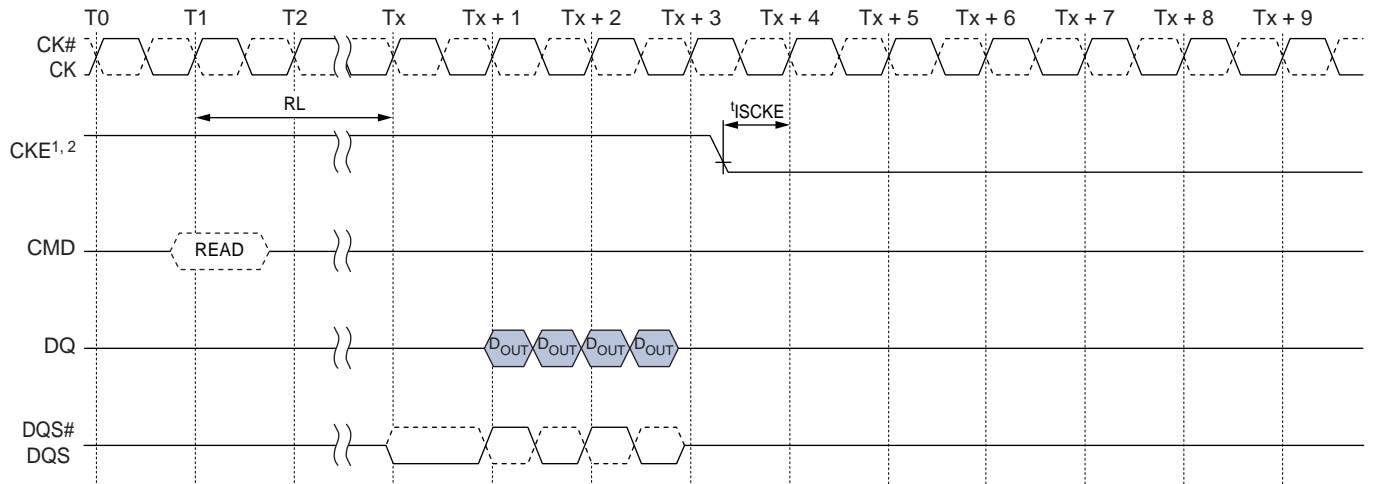 T0 T1 T2 Tx Tx + 1 Tx + 2 Tx + 3 Tx + 4 Tx + 5 Tx + 6 Tx + 7 Tx + 8 Tx + 9
CK#
CK
RL
tISCKE
CKE1, 2
CMD
READ
DQ
DOUT DOUT DOUT DOUT
DQS#
DQS